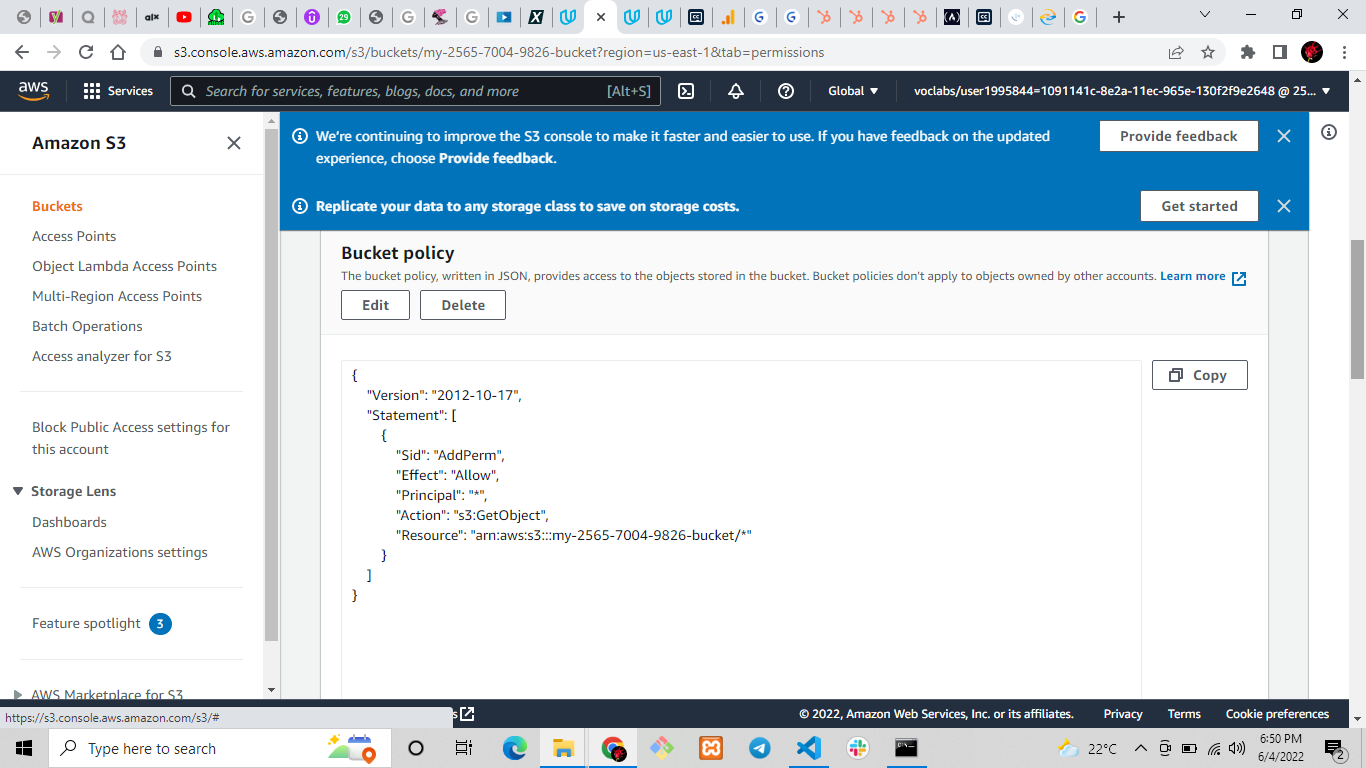 s3.console.aws.amazon.com/s3/buckets/my-2565-7004-9826-bucket?region=us-east-1&tab=permissions
aws
Services
Search for services, features, blogs, docs, and more
[Alt+S]
Global
voclabs/user1995844=1091141c-8e2a-11ec-965e-130f2f9e2648 @ 25...
Amazon S3
Buckets
Access Points
Object Lambda Access Points
Multi-Region Access Points
Batch Operations
Access analyzer for S3
Block Public Access settings for
this account
Storage Lens
Dashboards
AWS Organizations settings
Feature spotlight 3
AWS Marketplace for S3
We're continuing to improve the S3 console to make it faster and easier to use. If you have feedback on the updated
experience, choose Provide feedback.
Provide feedback
Replicate your data to any storage class to save on storage costs.
Get started
Bucket policy
The bucket policy, written in JSON, provides access to the objects stored in the bucket. Bucket policies don't apply to objects owned by other accounts. Learn more
Edit
Delete
Copy
{
"Version": "2012-10-17",
"Statement": [
{
"Sid": "AddPerm",
"Effect": "Allow",
"Principal": "*",
"Action": "s3:GetObject",
"Resource": "arn:aws:s3:::my-2565-7004-9826-bucket/*"
}
]
}
https://s3.console.aws.amazon.com/s3/#
© 2022, Amazon Web Services, Inc. or its affiliates.
Privacy
Terms
Cookie preferences
Type here to search
22°C
6:50 PM
6/4/2022
2